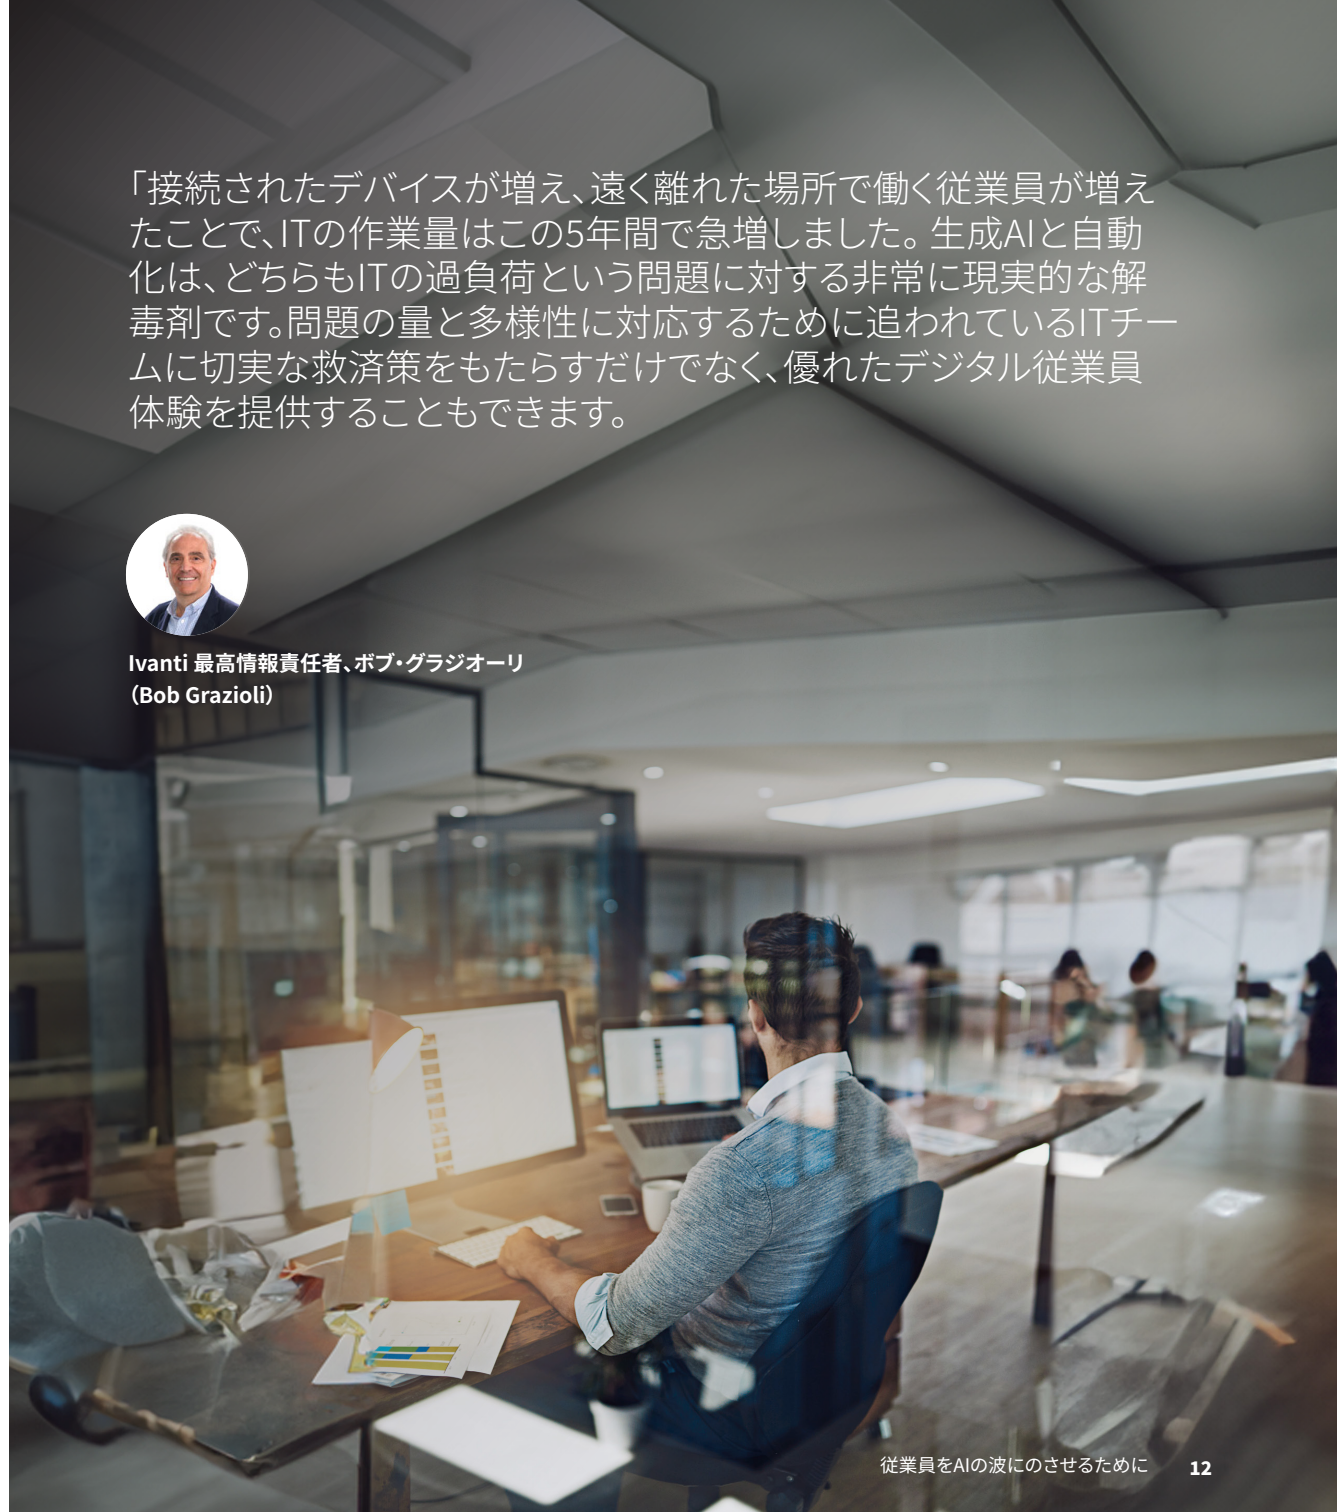 「接続されたデバイスが増え、遠く離れた場所で働く従業員が増え
たことで、ITの作業量はこの5年間で急増しました。生成AIと自動
化は、どちらもITの過負荷という問題に対する非常に現実的な解
毒剤です。問題の量と多様性に対応するために追われているITチー
ムに切実な救済策をもたらすだけでなく、優れたデジタル従業員
体験を提供することもできます。
Ivanti 最高情報責任者、ボブ・グラジオーリ
（Bob Grazioli）
従業員をAIの波にのさせるために 12